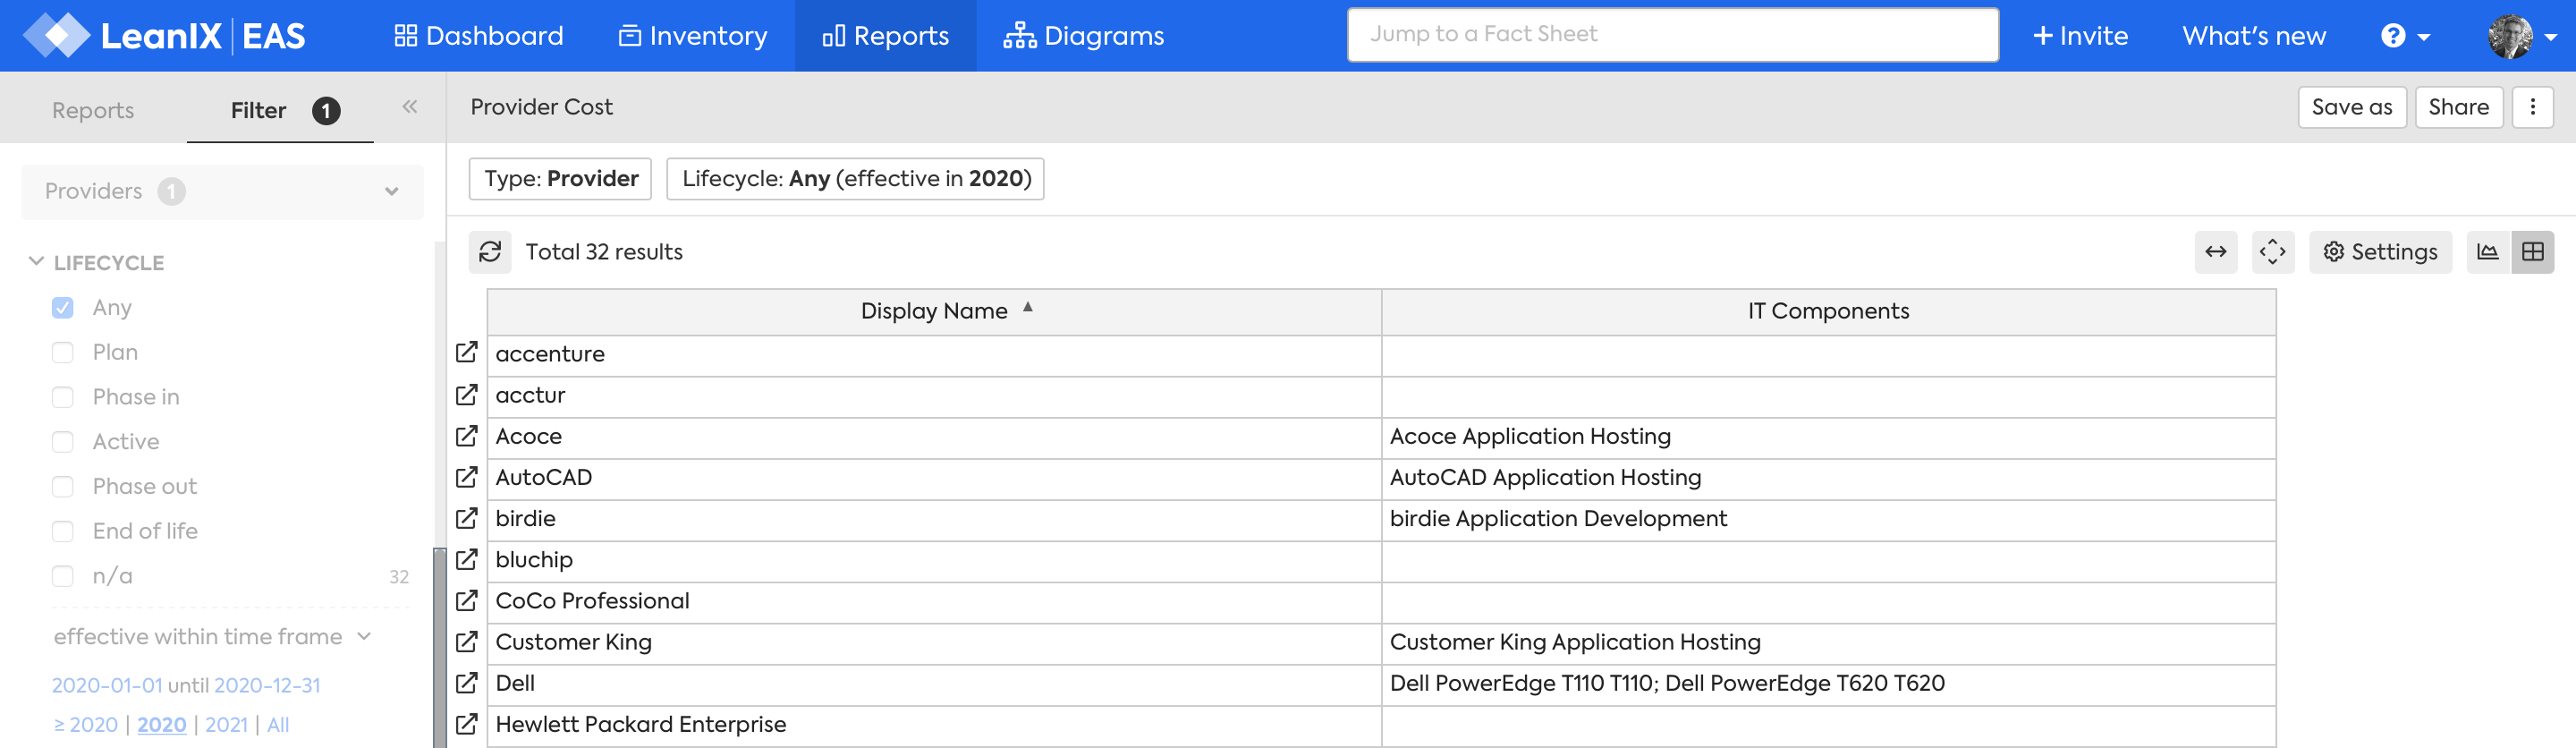 LeanIX | EAS Dashboard Inventory Reports Diagrams Jump to a Fact Sheet + Invite What's new ?
Reports Filter 1 « Provider Cost Save as Share
Providers 1
Type: Provider Lifecycle: Any (effective in 2020)
Total 32 results Settings
LIFECYCLE
Any
Plan
Phase in
Active
Phase out
End of life
n/a 32
effective within time frame
2020-01-01 until 2020-12-31
≥ 2020 | 2020 | 2021 | All
Display Name ▲ IT Components
accenture
acctur
Acoce Acoce Application Hosting
AutoCAD AutoCAD Application Hosting
birdie birdie Application Development
bluchip
CoCo Professional
Customer King Customer King Application Hosting
Dell Dell PowerEdge T110 T110; Dell PowerEdge T620 T620
Hewlett Packard Enterprise